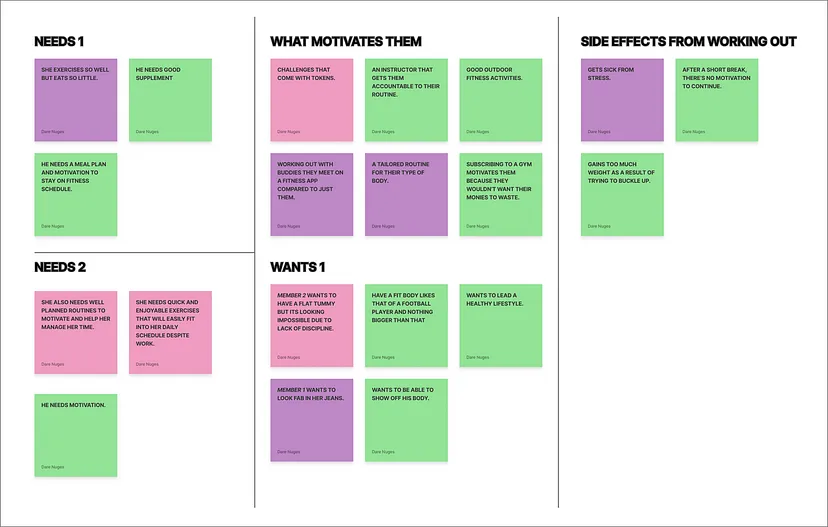 NEEDS 1
SHE EXERCISES SO WELL
BUT EATS SO LITTLE.
Dare Nuges
HE NEEDS GOOD
SUPPLEMENT
Dare Nuges
HE NEEDS A MEAL PLAN
AND MOTIVATION TO
STAY ON FITNESS
SCHEDULE.
Dare Nuges
NEEDS 2
SHE ALSO NEEDS WELL
PLANNED ROUTINES TO
MOTIVATE AND HELP HER
MANAGE HER TIME.
Dare Nuges
SHE NEEDS QUICK AND
ENJOYABLE EXERCISES
THAT WILL EASILY FIT
INTO HER DAILY
SCHEDULE DESPITE
WORK.
Dare Nuges
HE NEEDS MOTIVATION.
Dare Nuges
WHAT MOTIVATES THEM
CHALLENGES THAT
COME WITH TOKENS.
Dare Nuges
AN INSTRUCTOR THAT
GETS THEM
ACCOUNTABLE TO THEIR
ROUTINE.
Dare Nuges
GOOD OUTDOOR
FITNESS ACTIVITIES.
Dare Nuges
WORKING OUT WITH
BUDDIES THEY MEET ON
A FITNESS APP
COMPARED TO JUST
THEM.
Dare Nuges
A TAILORED ROUTINE
FOR THEIR TYPE OF
BODY.
Dare Nuges
SUBSCRIBING TO A GYM
MOTIVATES THEM
BECAUSE THEY
WOULDN'T WANT THEIR
MONIES TO WASTE.
Dare Nuges
WANTS 1
MEMBER 2 WANTS TO
HAVE A FLAT TUMMY
BUT ITS LOOKING
IMPOSSIBLE DUE TO
LACK OF DISCIPLINE.
Dare Nuges
HAVE A FIT BODY LIKES
THAT OF A FOOTBALL
PLAYER AND NOTHING
BIGGER THAN THAT
Dare Nuges
WANTS TO LEAD A
HEALTHY LIFESTYLE.
Dare Nuges
MEMBER 1 WANTS TO
LOOK FAB IN HER JEANS.
Dare Nuges
WANTS TO BE ABLE TO
SHOW OFF HIS BODY.
Dare Nuges
SIDE EFFECTS FROM WORKING OUT
GETS SICK FROM
STRESS.
Dare Nuges
AFTER A SHORT BREAK,
THERE'S NO MOTIVATION
TO CONTINUE.
Dare Nuges
GAINS TOO MUCH
WEIGHT AS A RESULT OF
TRYING TO BUCKLE UP.
Dare Nuges